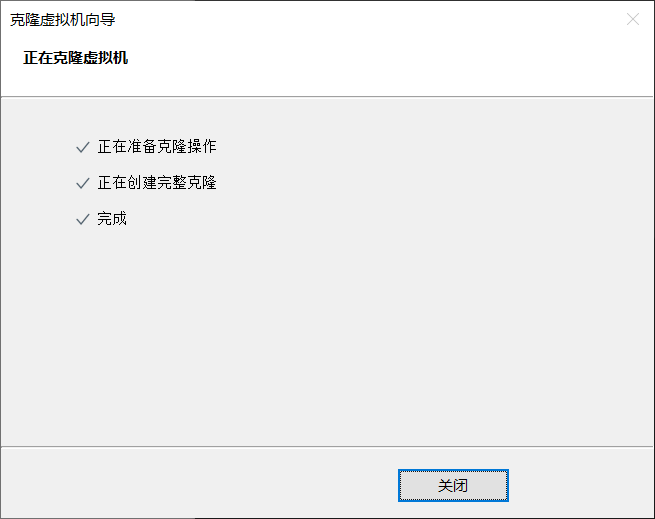 克隆虚拟机向导
正在克隆虚拟机
正在准备克隆操作
正在创建完整克隆
完成
关闭